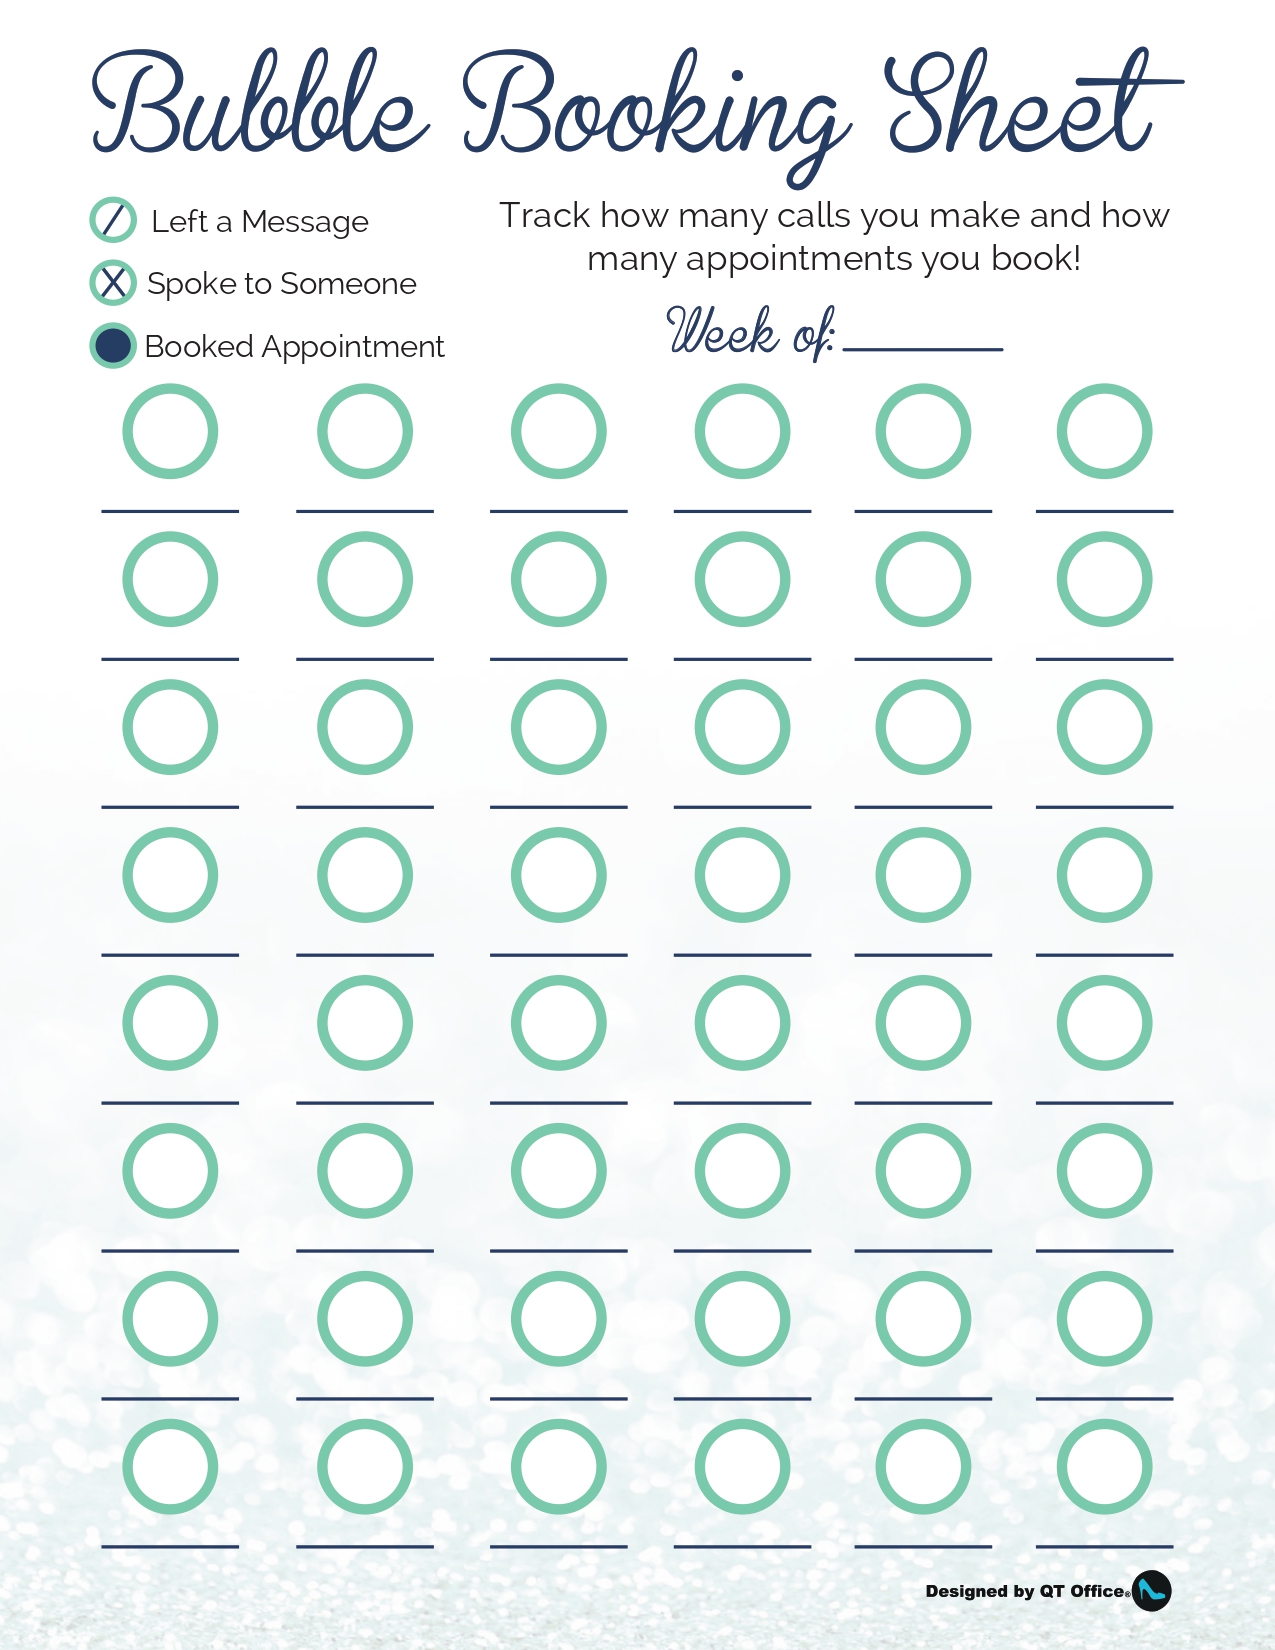 Bubble Booking Sheet
Left a Message
Spoke to Someone
Booked Appointment
Track how many calls you make and how
many appointments you book!
Week of:
Designed by QT Office®